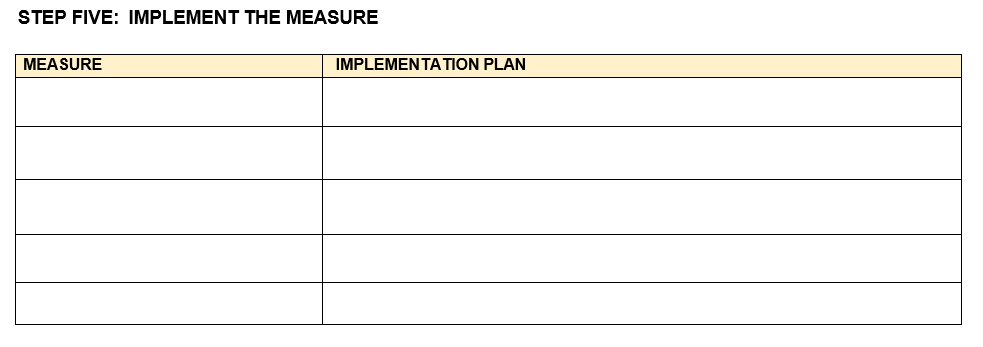 STEP FIVE: IMPLEMENT THE MEASURE
MEASURE
IMPLEMENTATION PLAN